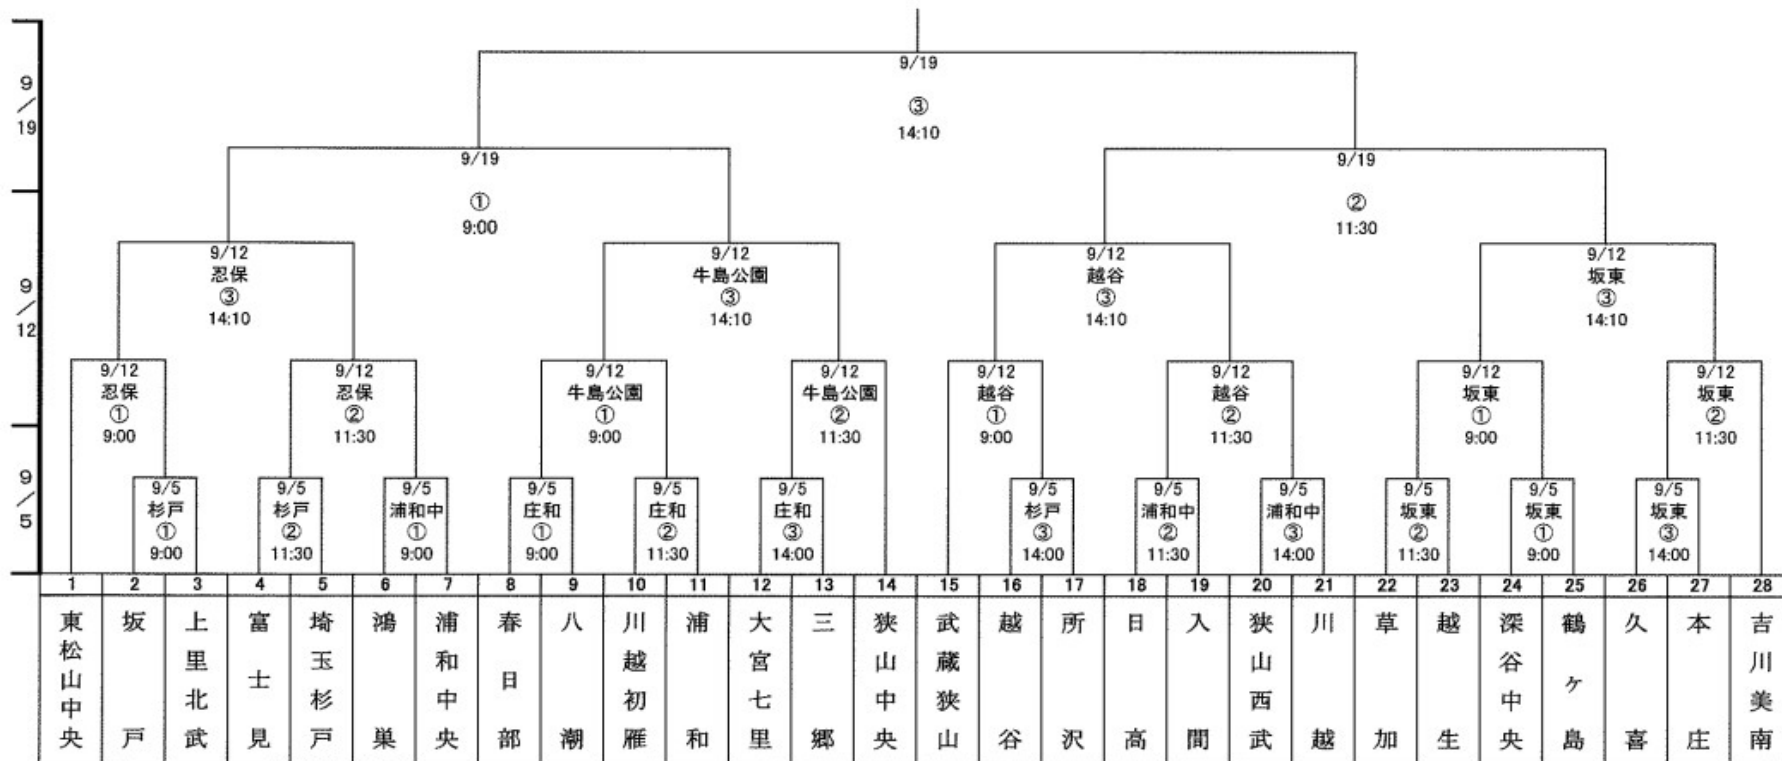 9/19
③
14:10
9/19
9/19
①
9:00
9/19
②
11:30
9/12
9/12
忍保
③
14:10
9/12
牛島公園
③
14:10
9/12
越谷
③
14:10
9/12
坂東
③
14:10
9/12
忍保
①
9:00
9/12
忍保
②
11:30
9/12
牛島公園
①
9:00
9/12
牛島公園
②
11:30
9/12
越谷
①
9:00
9/12
越谷
②
11:30
9/12
坂東
①
9:00
9/12
坂東
②
11:30
9/5
9/5
杉戸
①
9:00
9/5
杉戸
②
11:30
9/5
浦和中
①
9:00
9/5
庄和
①
9:00
9/5
庄和
②
11:30
9/5
庄和
③
14:00
9/5
杉戸
③
14:00
9/5
浦和中
②
11:30
9/5
浦和中
③
14:00
9/5
坂東
②
11:30
9/5
坂東
①
9:00
9/5
坂東
③
14:00
1 2 3 4 5 6 7 8 9 10 11 12 13 14 15 16 17 18 19 20 21 22 23 24 25 26 27 28
東松山中央
坂戸
上里北武
富士見
埼玉杉戸
鴻巣
浦和中央
春日部
八潮
川越初雁
浦和
大宮七里
三郷
狭山中央
武蔵狭山
越谷
所沢
日高
入間
狭山西武
川越
草加
越生
深谷中央
鶴ヶ島
久喜
本庄
吉川美南